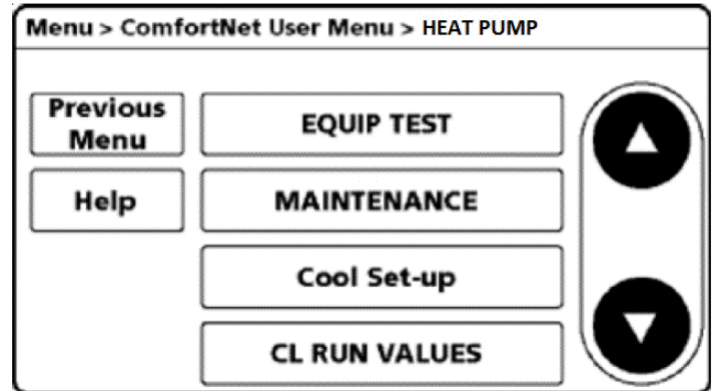 Menu > ComfortNet User Menu > HEAT PUMP
Previous
Menu
EQUIP TEST
Help
MAINTENANCE
Cool Set-up
CL RUN VALUES